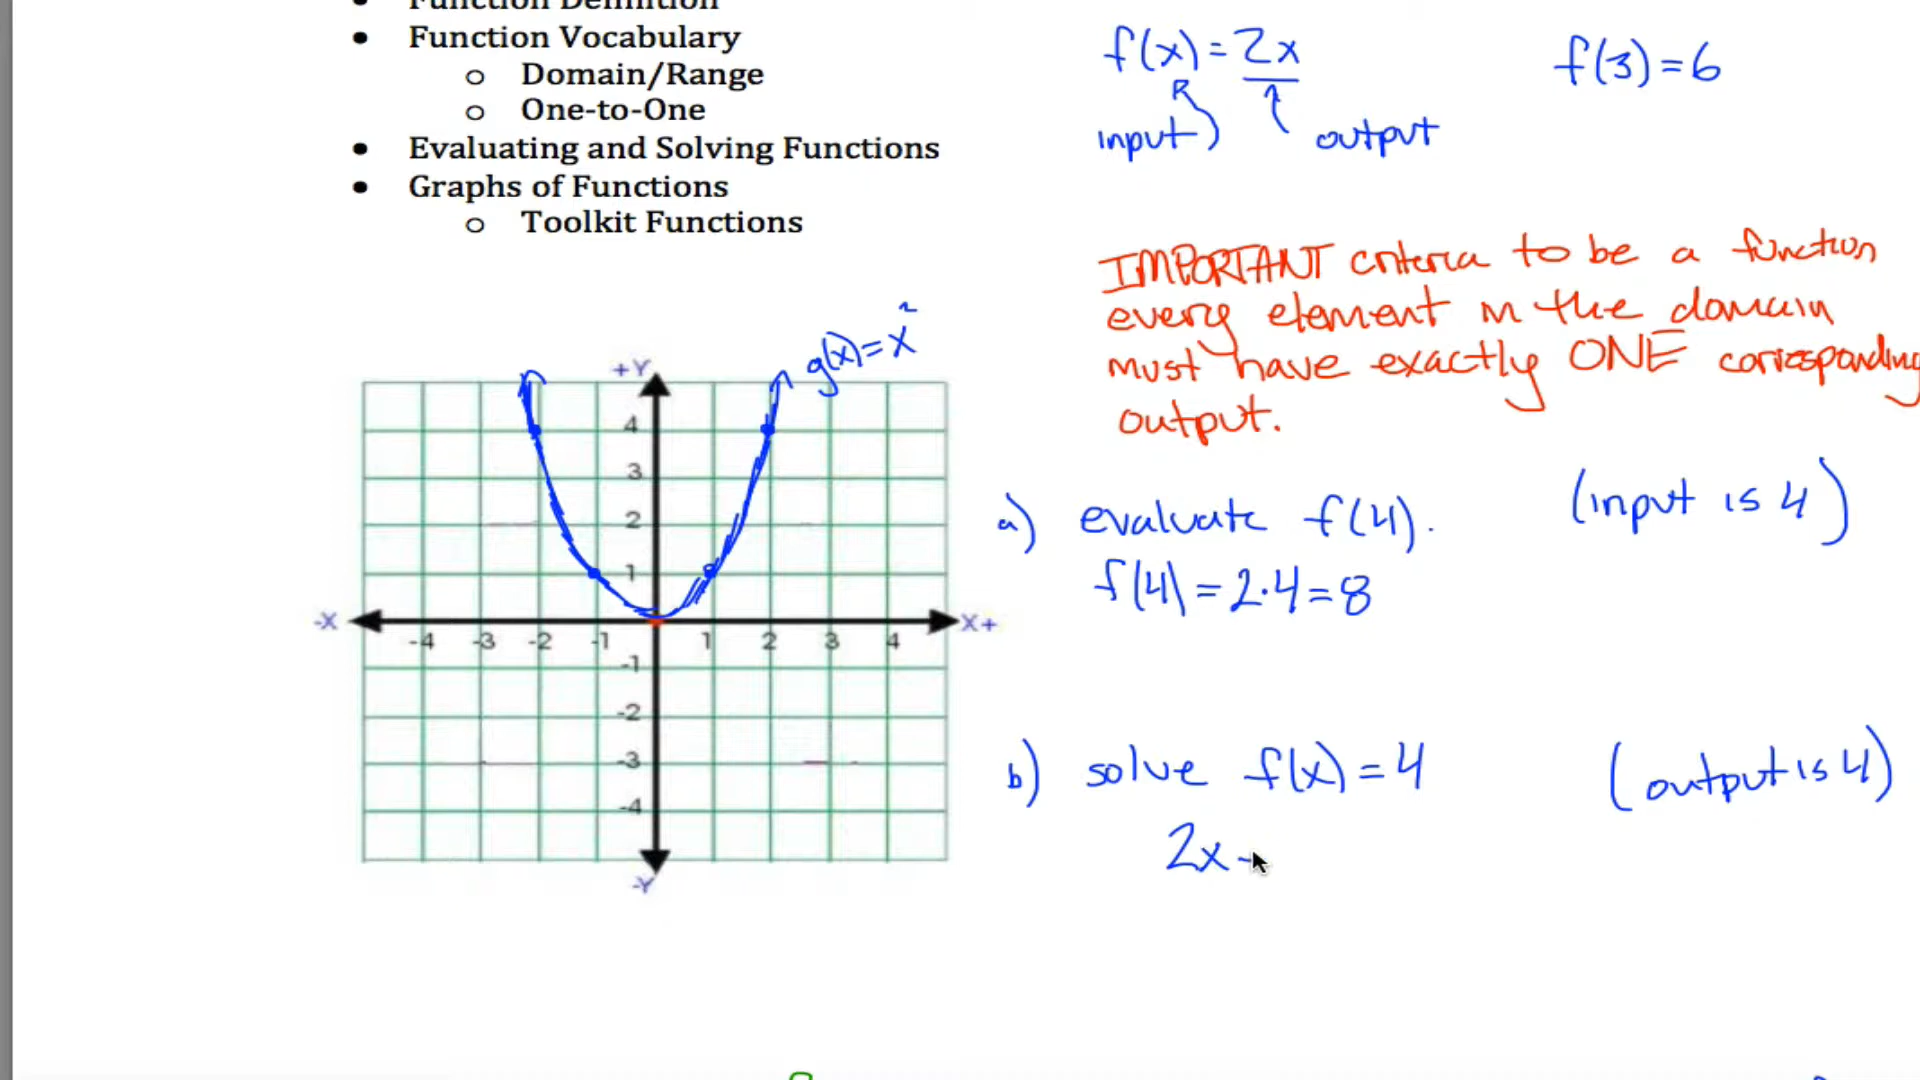 Function Definition
• Function Vocabulary
o Domain/Range
o One-to-One
• Evaluating and Solving Functions
• Graphs of Functions
o Toolkit Functions
f(x) = 2x
f(3) = 6
input
output
IMPORTANT criteria to be a function
every element in the domain
must have exactly ONE corresponding
output.
g(x) = x²
+Y
4
3
2
1
-X
X+
-4 -3 -2 -1 1 2 3 4
-1
-2
-3
-4
-Y
a) evaluate f(4). (input is 4)
f(4) = 2·4 = 8
b) solve f(x) = 4 (output is 4)
2x -